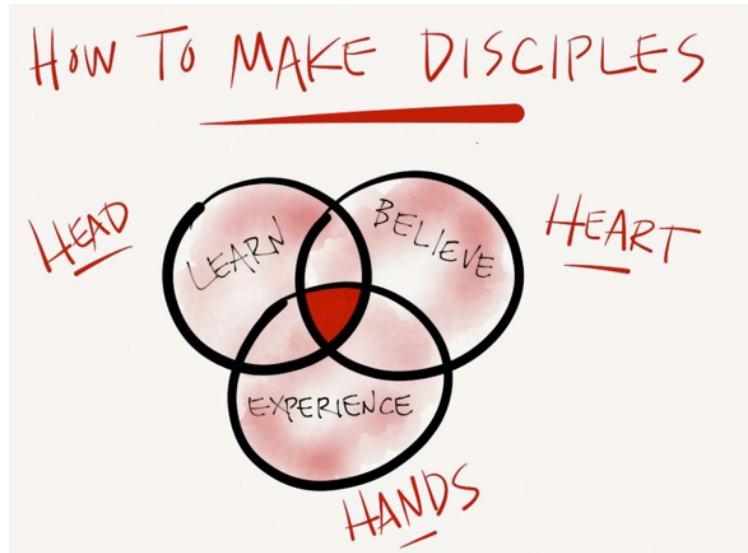 HOW TO MAKE DISCIPLES
HEAD
LEARN
BELIEVE
HEART
EXPERIENCE
HANDS